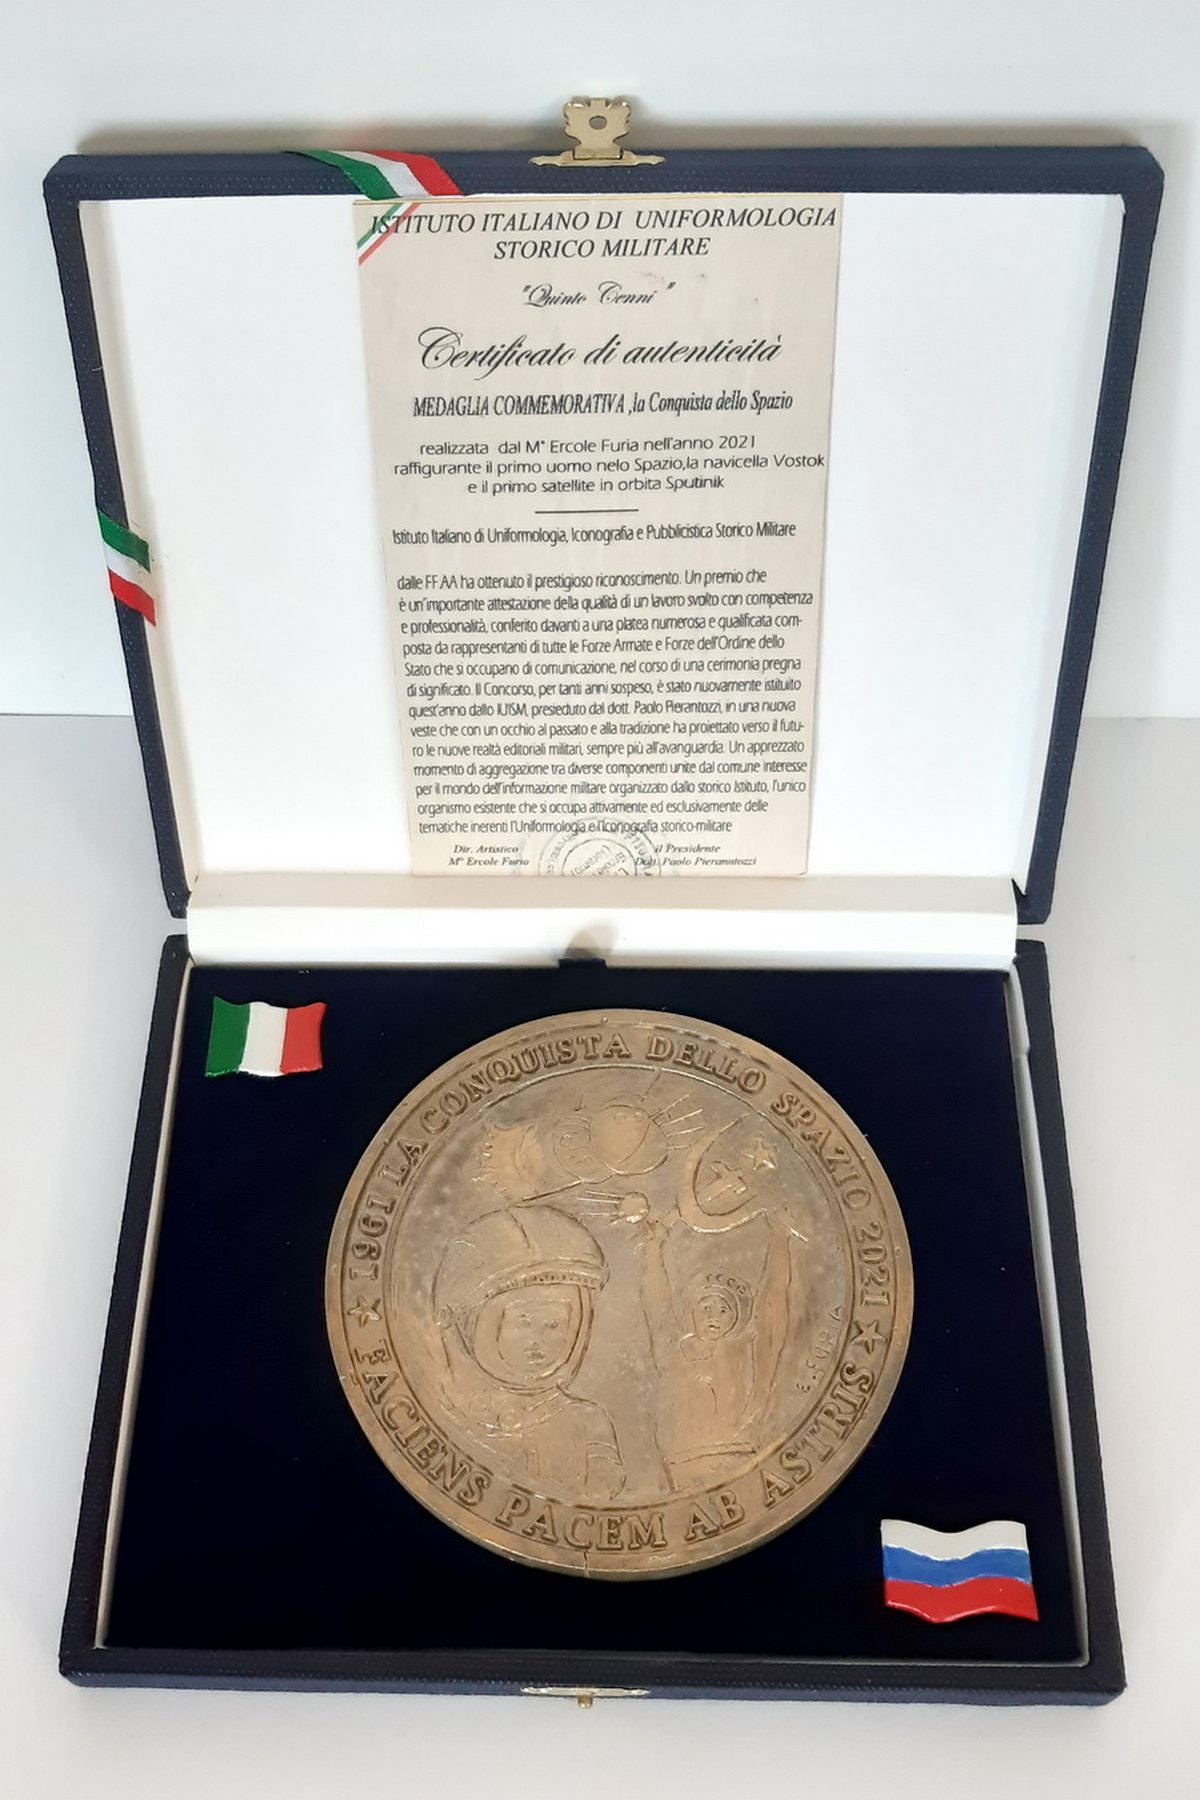 ISTITUTO ITALIANO DI UNIFORMOLOGIA
STORICO MILITARE
"Quinto Cenni"
Certificato di autenticità
MEDAGLIA COMMEMORATIVA ,la Conquista dello Spazio
realizzata dal M° Ercole Furia nell'anno 2021
raffigurante il primo uomo nelo Spazio,la navicella Vostok
e il primo satellite in orbita Sputinik
Istituto Italiano di Uniformologia, Iconografia e Pubblicistica Storico Militare
dalle FF AA ha ottenuto il prestigioso riconoscimento. Un premio che
è un'importante attestazione della qualità di un lavoro svolto con competenza
e professionalità, conferito davanti a una platea numerosa e qualificata com-
posta da rappresentanti di tutte le Forze Armate e Forze dell'Ordine dello
Stato che si occupano di comunicazione, nel corso di una cerimonia pregna
di significato. Il Concorso, per tanti anni sospeso, è stato nuovamente istituito
quest'anno dallo IUISM, presieduto dal dott. Paolo Pierantozzi, in una nuova
veste che con un occhio al passato e alla tradizione ha proiettato verso il futu-
ro le nuove realtà editoriali militari, sempre più all'avanguardia. Un apprezzato
momento di aggregazione tra diverse componenti unite dal comune interesse
per il mondo dell'informazione militare organizzato dallo storico Istituto, l'unico
organismo esistente che si occupa attivamente ed esclusivamente delle
tematiche inerenti l'Uniformologia e l'Iconografia storico-militare
Dir. Artistico il Presidente
M° Ercole Furio Dott. Paolo Pieranntozzi
1961 LA CONQUISTA DELLO SPAZIO 2021
E. FURIA
FACIENS PACEM AB ASTRIS